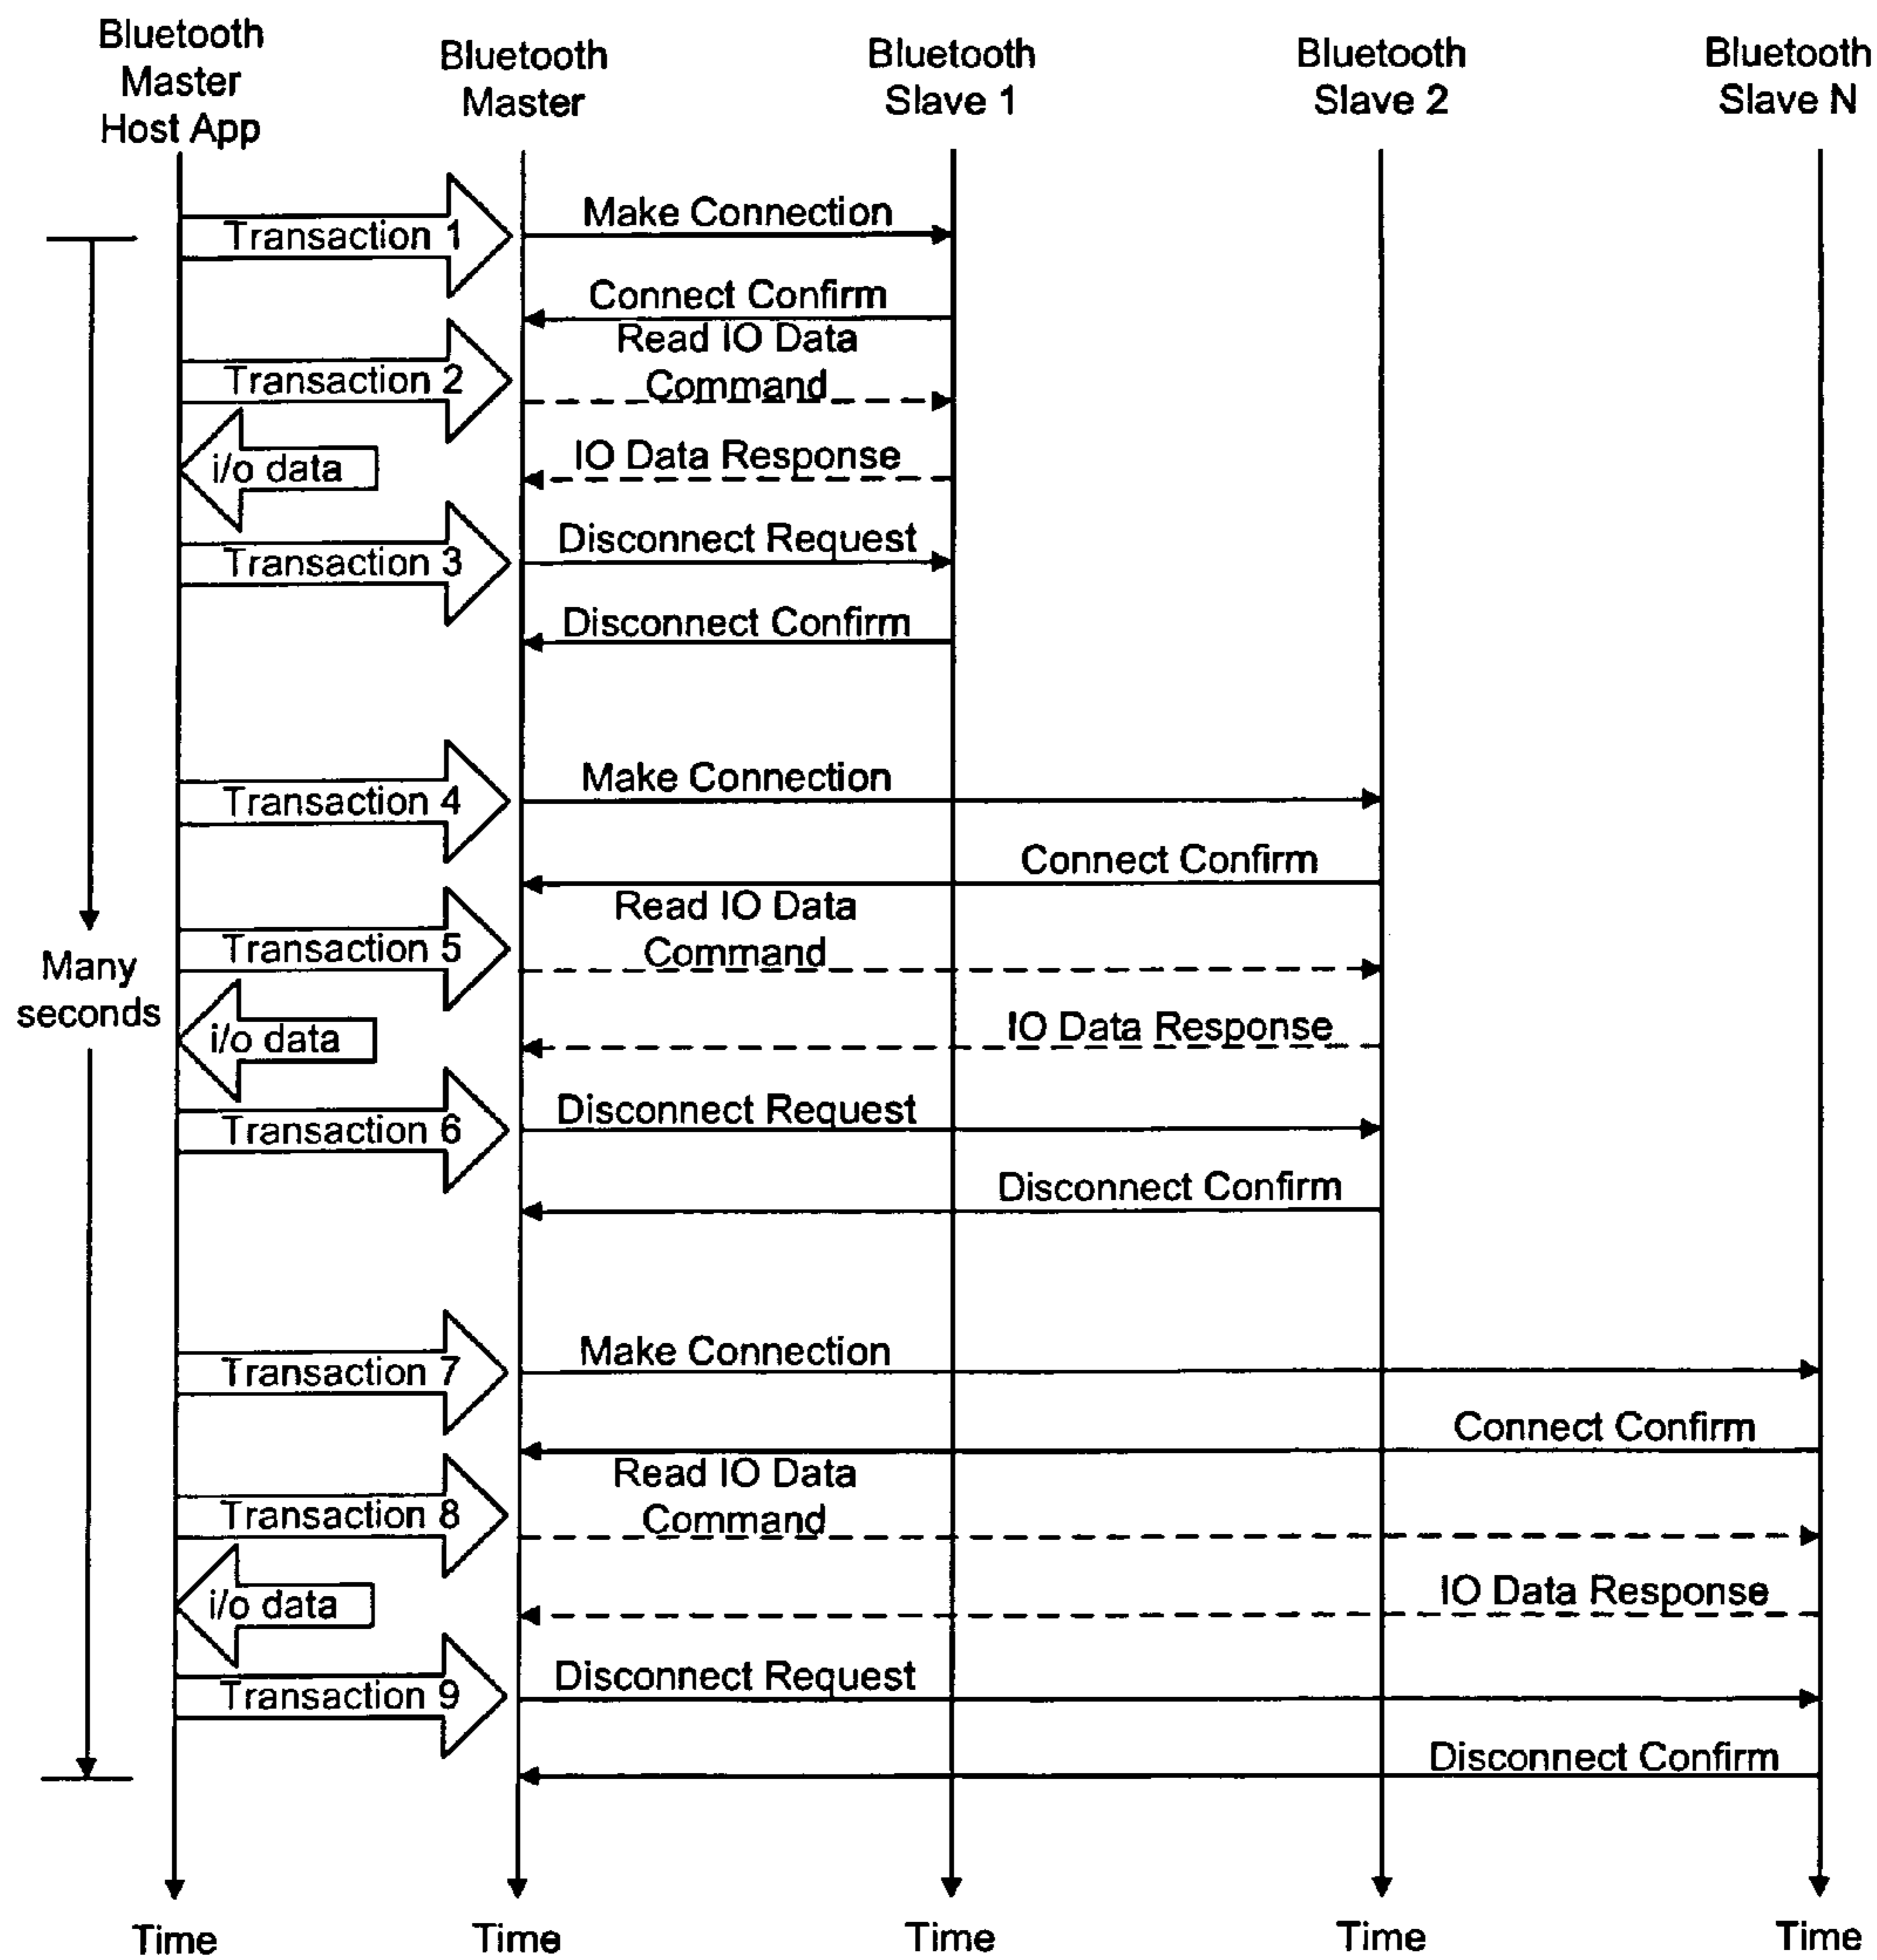 Bluetooth
Master
Host App
Bluetooth
Master
Bluetooth
Slave 1
Bluetooth
Slave 2
Bluetooth
Slave N
Transaction 1
Make Connection
Connect Confirm
Transaction 2
Read IO Data
Command
i/o data
IO Data Response
Transaction 3
Disconnect Request
Disconnect Confirm
Transaction 4
Make Connection
Connect Confirm
Transaction 5
Read IO Data
Command
Many
seconds
i/o data
IO Data Response
Transaction 6
Disconnect Request
Disconnect Confirm
Transaction 7
Make Connection
Connect Confirm
Transaction 8
Read IO Data
Command
i/o data
IO Data Response
Transaction 9
Disconnect Request
Disconnect Confirm
Time
Time
Time
Time
Time